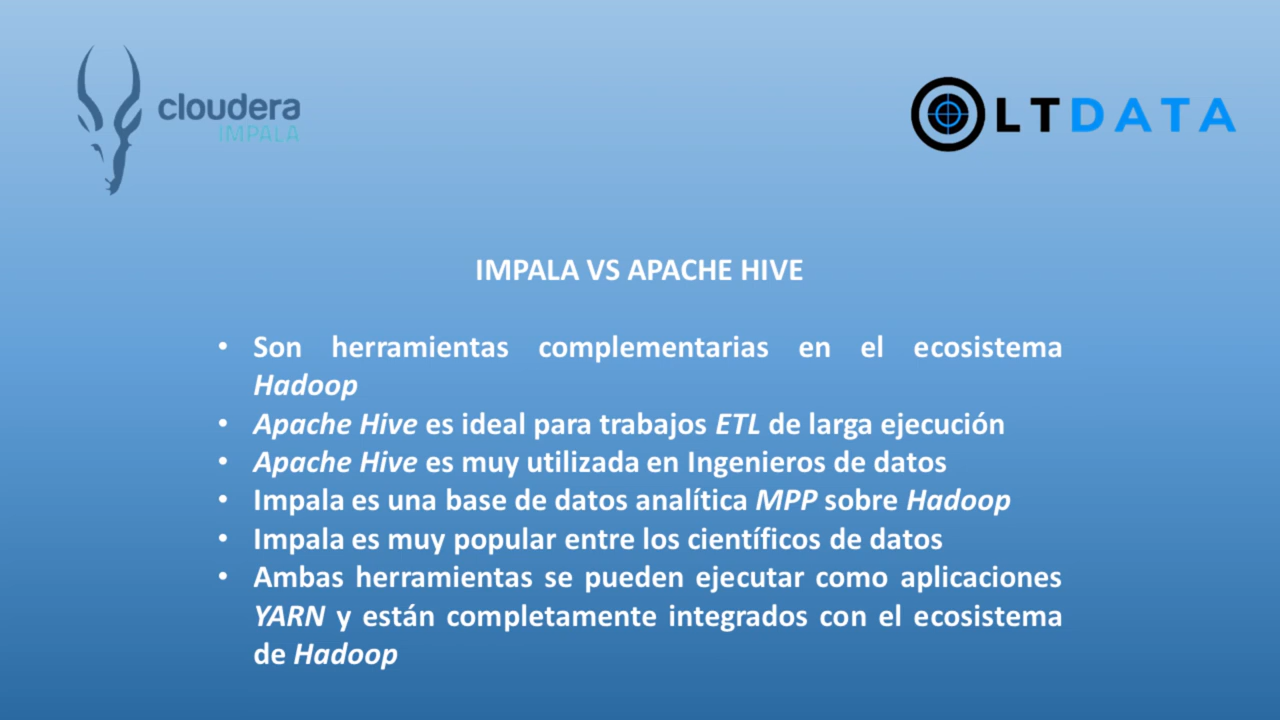 cloudera
IMPALA
LTDATA
IMPALA VS APACHE HIVE
• Son herramientas complementarias en el ecosistema
Hadoop
• Apache Hive es ideal para trabajos ETL de larga ejecución
• Apache Hive es muy utilizada en Ingenieros de datos
• Impala es una base de datos analítica MPP sobre Hadoop
• Impala es muy popular entre los científicos de datos
• Ambas herramientas se pueden ejecutar como aplicaciones
YARN y están completamente integrados con el ecosistema
de Hadoop